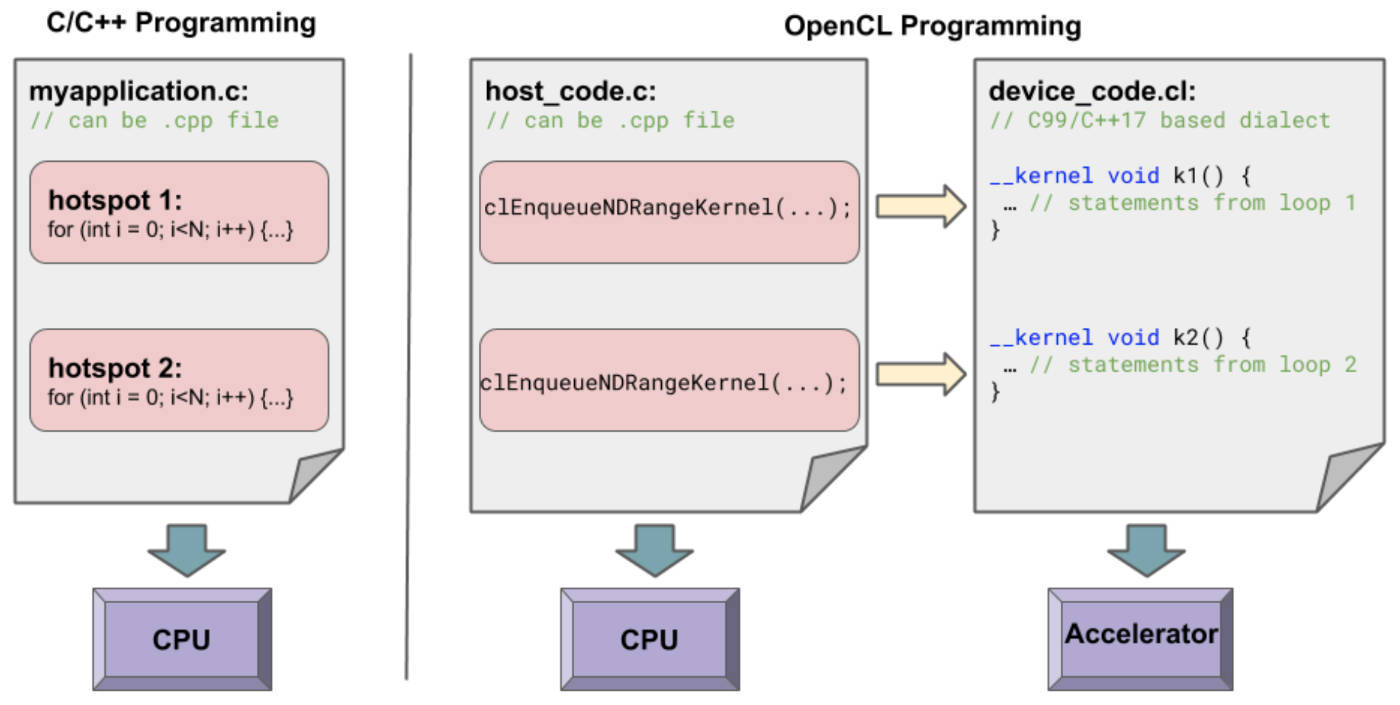 C/C++ Programming
myapplication.c:
// can be .cpp file
hotspot 1:
for (int i = 0; i<N; i++) {...}
hotspot 2:
for (int i = 0; i<N; i++) {...}
CPU
OpenCL Programming
host_code.c:
// can be .cpp file
clEnqueueNDRangeKernel(...);
clEnqueueNDRangeKernel(...);
CPU
device_code.cl:
// C99/C++17 based dialect
__kernel void k1() {
… // statements from loop 1
}
__kernel void k2() {
… // statements from loop 2
}
Accelerator